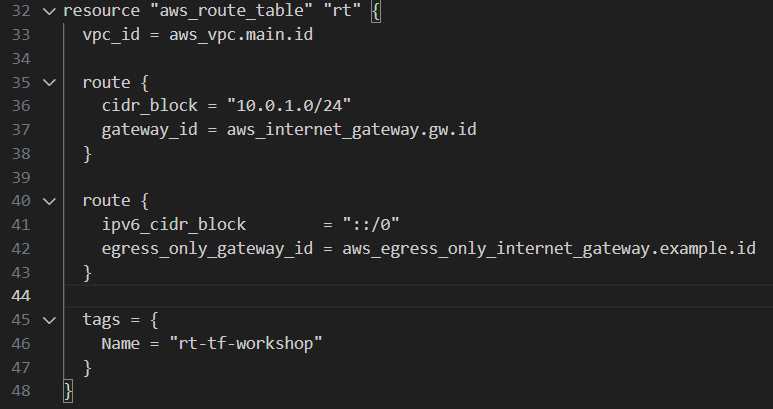 32 resource "aws_route_table" "rt" {
33   vpc_id = aws_vpc.main.id
34
35   route {
36     cidr_block = "10.0.1.0/24"
37     gateway_id = aws_internet_gateway.gw.id
38   }
39
40   route {
41     ipv6_cidr_block        = "::/0"
42     egress_only_gateway_id = aws_egress_only_internet_gateway.example.id
43   }
44
45   tags = {
46     Name = "rt-tf-workshop"
47   }
48 }